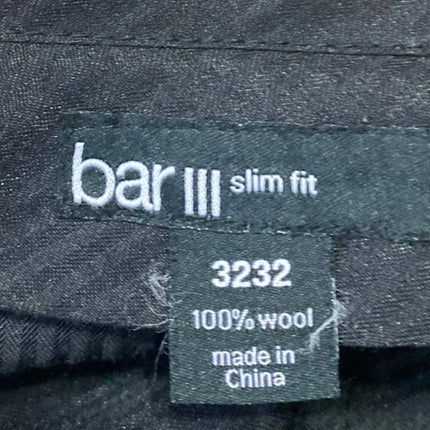 bar III slim fit
3232
100% wool
made in
China